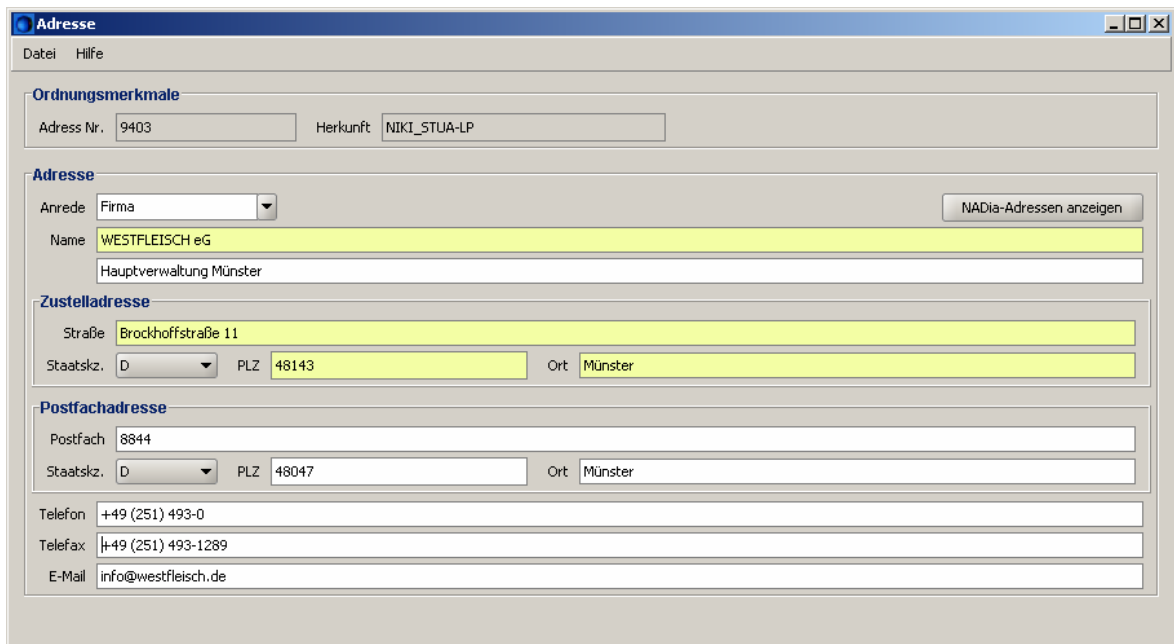 Adresse
Datei Hilfe
Ordnungsmerkmale
Adress Nr. 9403 Herkunft NIKI_STUA-LP
Adresse
Anrede Firma NADia-Adressen anzeigen
Name WESTFLEISCH eG
Hauptverwaltung Münster
Zustelladresse
Straße Brockhoffstraße 11
Staatskz. D PLZ 48143 Ort Münster
Postfachadresse
Postfach 8844
Staatskz. D PLZ 48047 Ort Münster
Telefon +49 (251) 493-0
Telefax +49 (251) 493-1289
E-Mail info@westfleisch.de